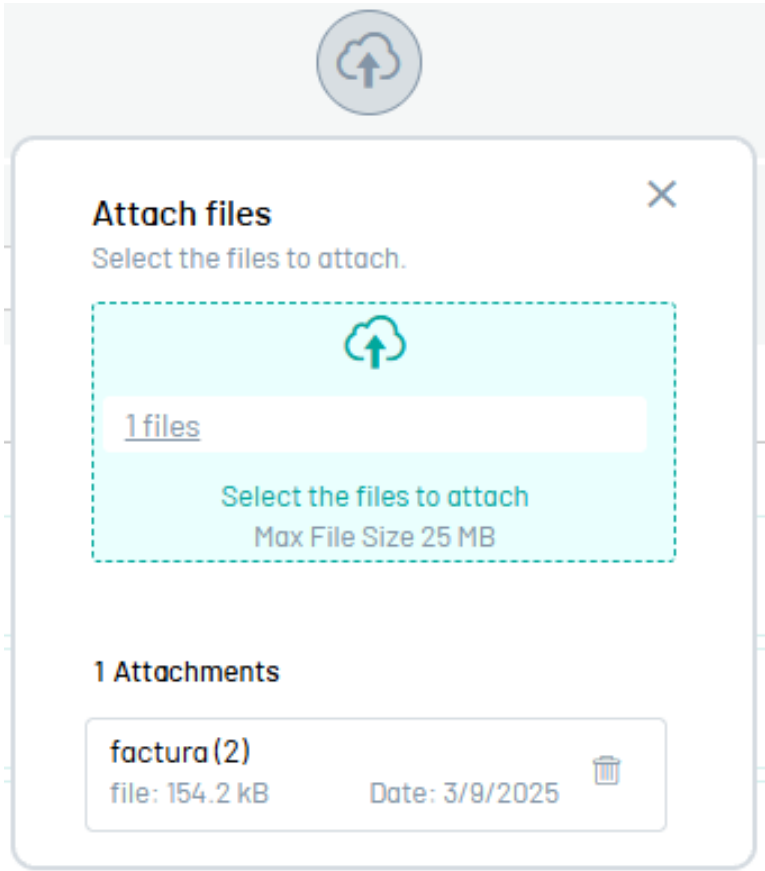 Attach files
Select the files to attach.
1 files
Select the files to attach
Max File Size 25 MB
1 Attachments
factura (2)
file: 154.2 kB Date: 3/9/2025